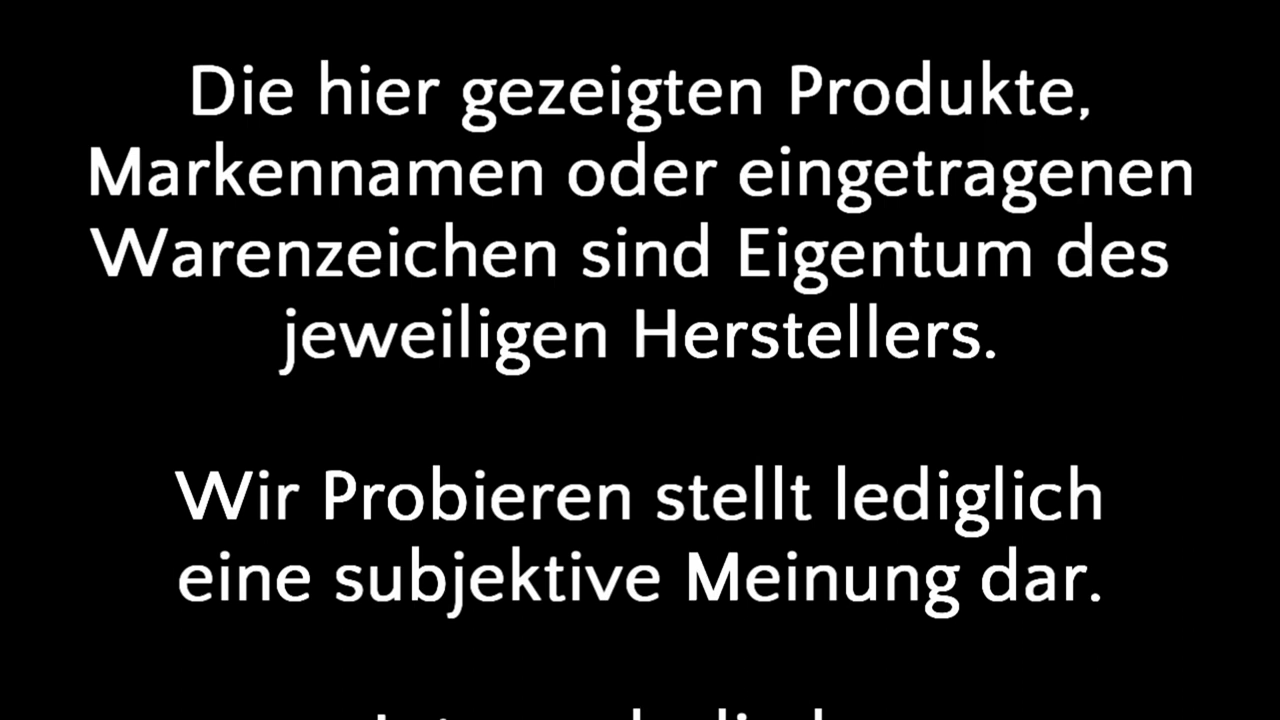 Die hier gezeigten Produkte,
Markennamen oder eingetragenen
Warenzeichen sind Eigentum des
jeweiligen Herstellers.
Wir Probieren stellt lediglich
eine subjektive Meinung dar.